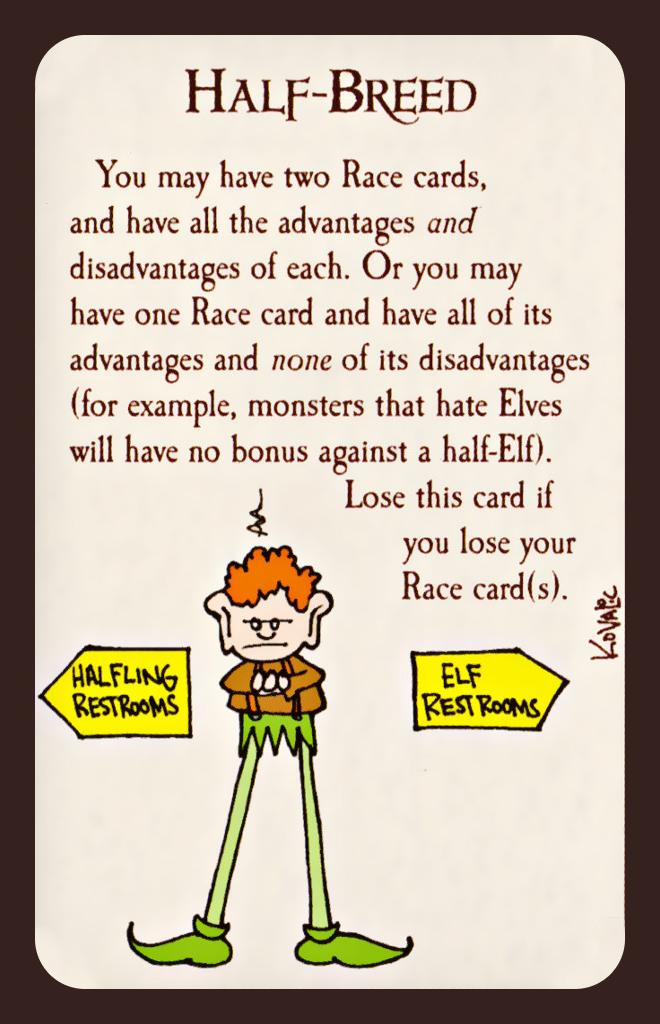 Half-Breed
You may have two Race cards,
and have all the advantages and
disadvantages of each. Or you may
have one Race card and have all of its
advantages and none of its disadvantages
(for example, monsters that hate Elves
will have no bonus against a half-Elf).
Lose this card if
you lose your
Race card(s).
KOVALIC
HALFLING
RESTROOMS
ELF
RESTROOMS